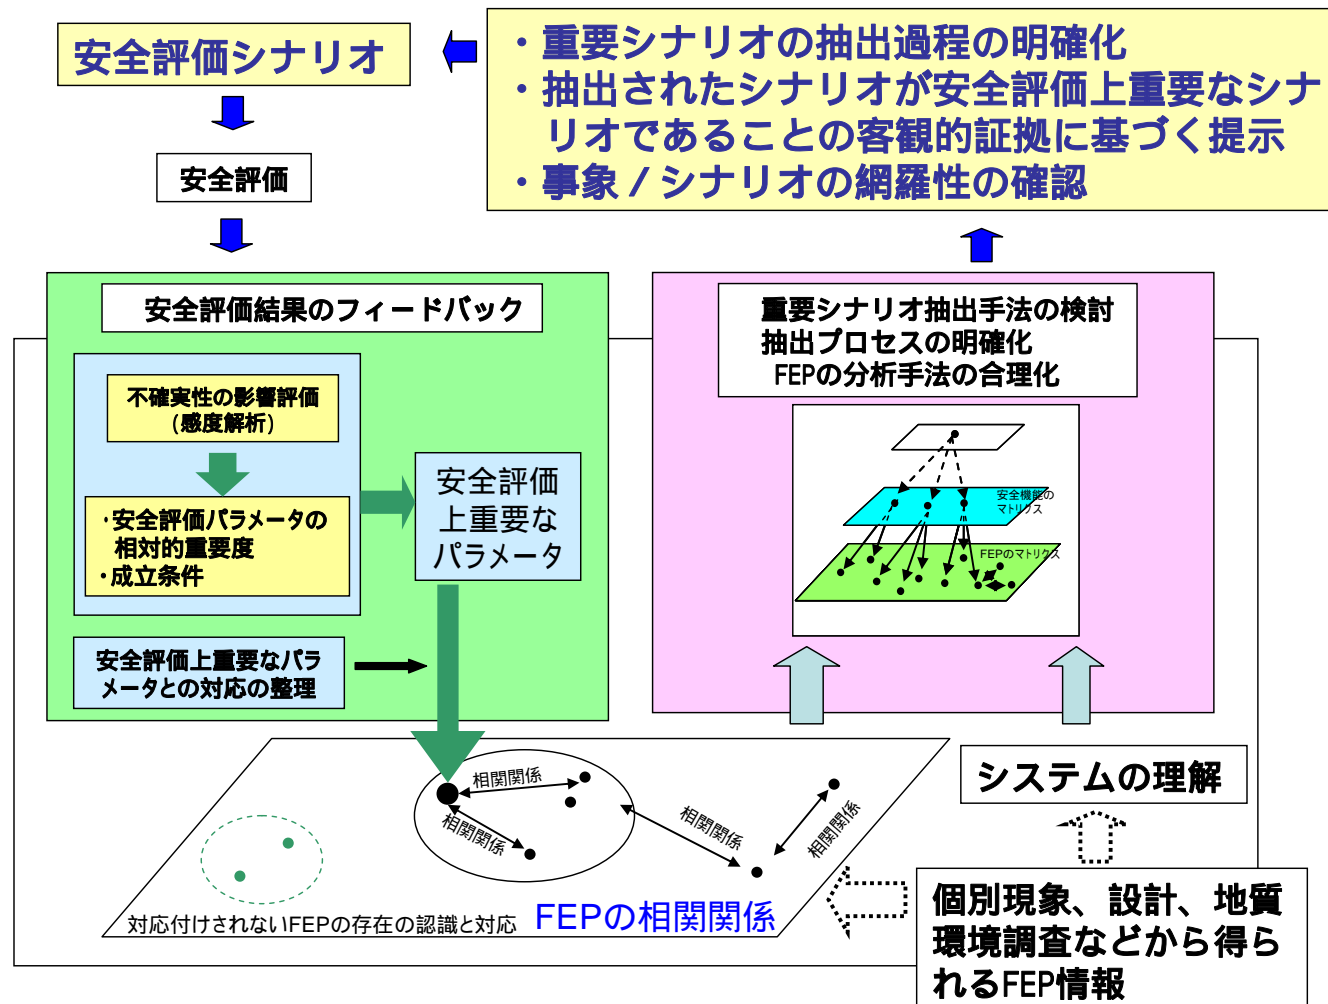 安全評価シナリオ
・重要シナリオの抽出過程の明確化
・抽出されたシナリオが安全評価上重要なシナ
リオであることの客観的証拠に基づく提示
・事象／シナリオの網羅性の確認
安全評価
安全評価結果のフィードバック
不確実性の影響評価
(感度解析)
・安全評価パラメータの
相対的重要度
・成立条件
安全評価
上重要な
パラメータ
安全評価上重要なパラ
メータとの対応の整理
重要シナリオ抽出手法の検討
抽出プロセスの明確化
FEPの分析手法の合理化
安全機能の
マトリクス
FEPのマトリクス
相関関係
相関関係
相関関係
相関関係
対応付けされないFEPの存在の認識と対応
FEPの相関関係
システムの理解
個別現象、設計、地質
環境調査などから得ら
れるFEP情報